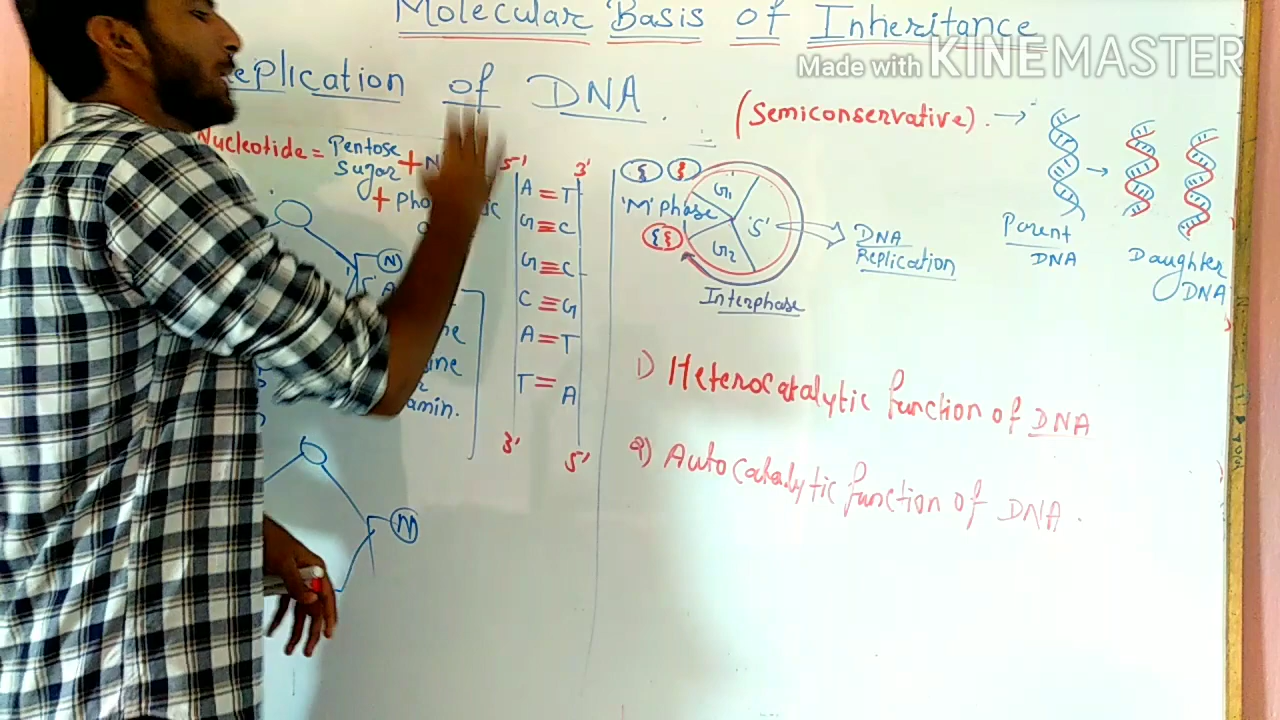 Molecular Basis of Inheritance
Made with KINEMASTER
eplication of DNA
(Semiconservative).
Nucleotide = Pentose
Sugar + N
+ Pho
N
5'
N
5' 3'
A = T
G ≡ C
G ≡ C
C ≡ G
A = T
T = A
3' 5'
'M' Phase
G1
'S'
G2
Interphase
DNA
Replication
Parent
DNA
Daughter
DNA
1) Heterocatalytic function of DNA
2) Autocatalytic function of DNA.